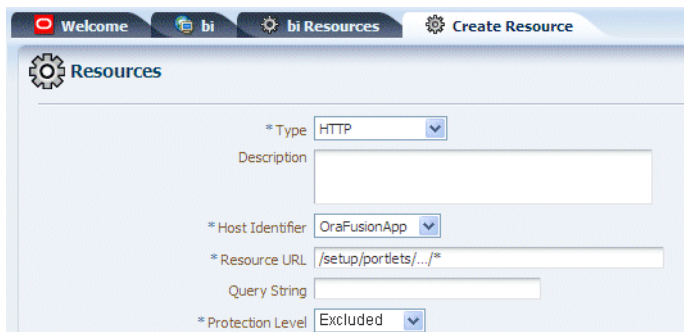 Welcome bi bi Resources Create Resource
Resources
* Type HTTP
Description
* Host Identifier OraFusionApp
* Resource URL /setup/portlets/.../*
Query String
* Protection Level Excluded